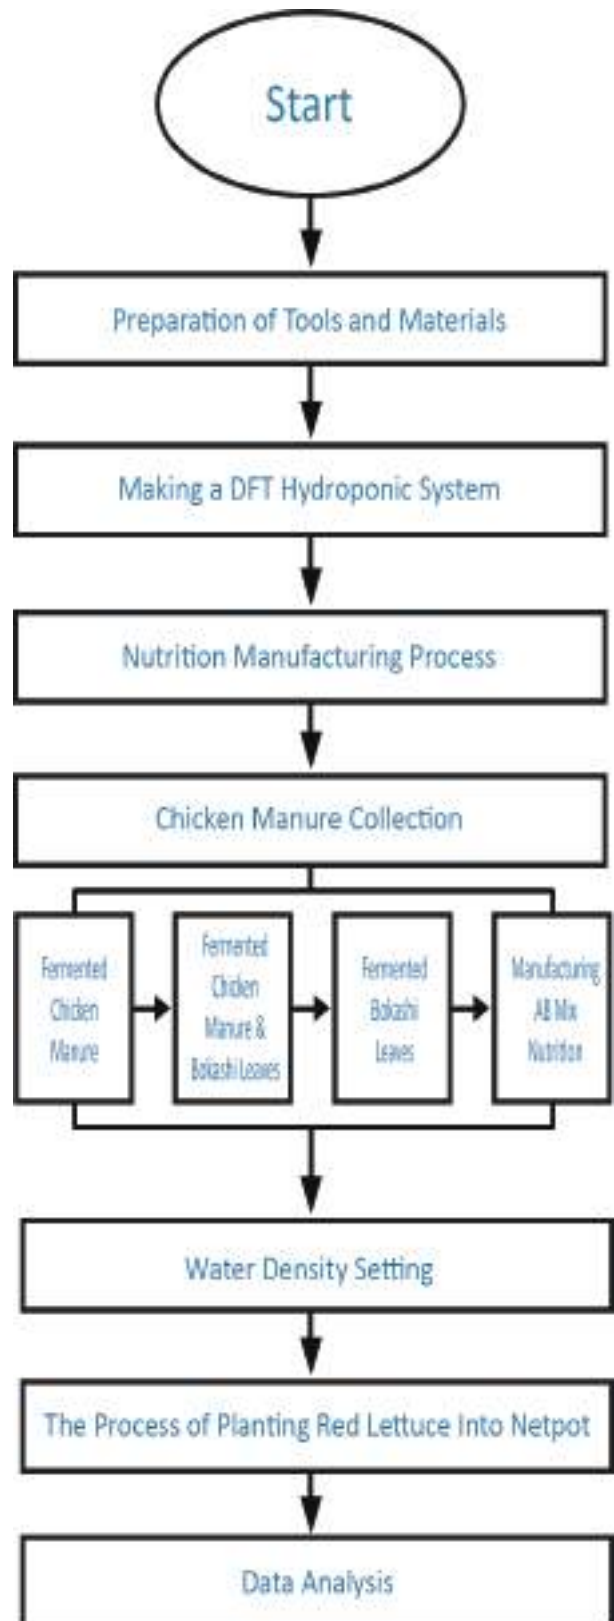 Start
Preparation of Tools and Materials
Making a DFT Hydroponic System
Nutrition Manufacturing Process
Chicken Manure Collection
Fermented
Chicken
Manure
Fermented
Chicken
Manure &
Bokashi Leaves
Fermented
Bokashi
Leaves
Manufacturing
AB Mix
Nutrition
Water Density Setting
The Process of Planting Red Lettuce Into Netpot
Data Analysis